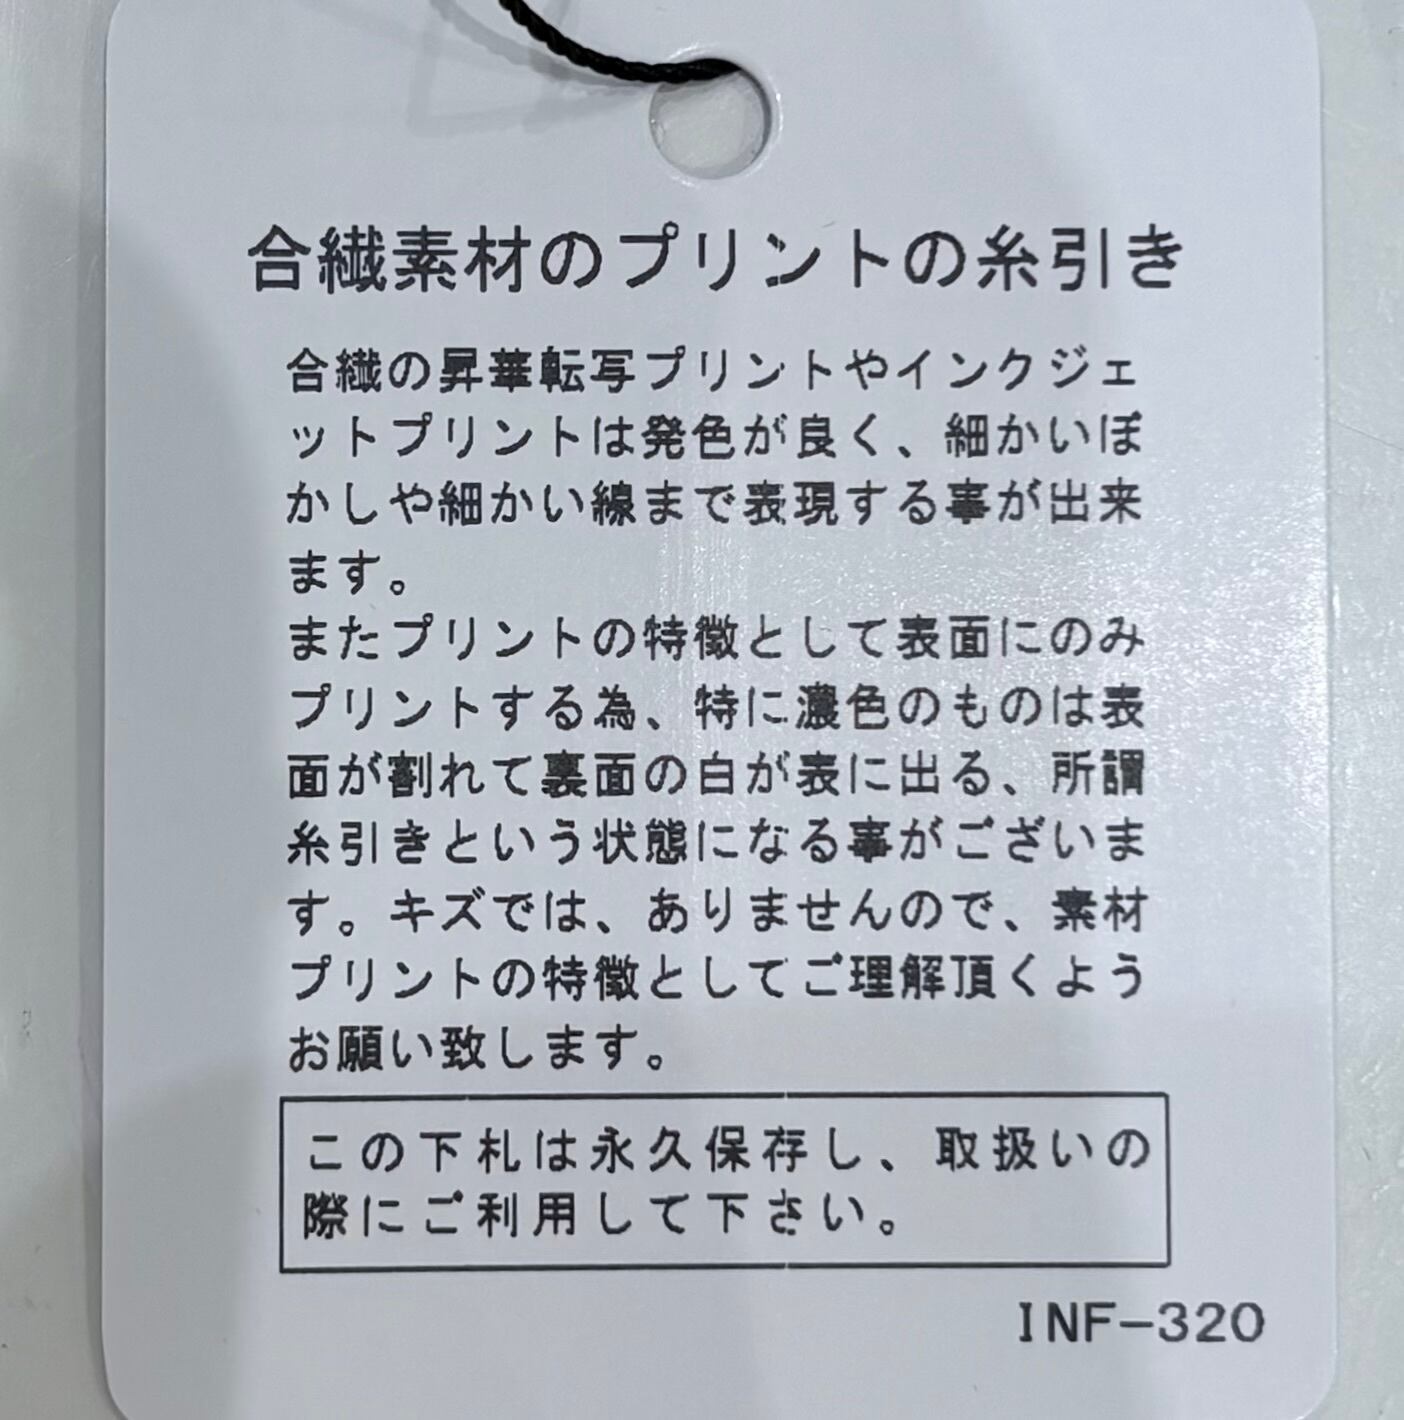 合繊素材のプリントの糸引き
合繊の昇華転写プリントやインクジェ
ットプリントは発色が良く、細かいぼ
かしや細かい線まで表現する事が出来
ます。
またプリントの特徴として表面にのみ
プリントする為、特に濃色のものは表
面が割れて裏面の白が表に出る、所謂
糸引きという状態になる事がございま
す。キズでは、ありませんので、素材
プリントの特徴としてご理解頂くよう
お願い致します。
この下札は永久保存し、取扱いの
際にご利用して下さい。
INF-320